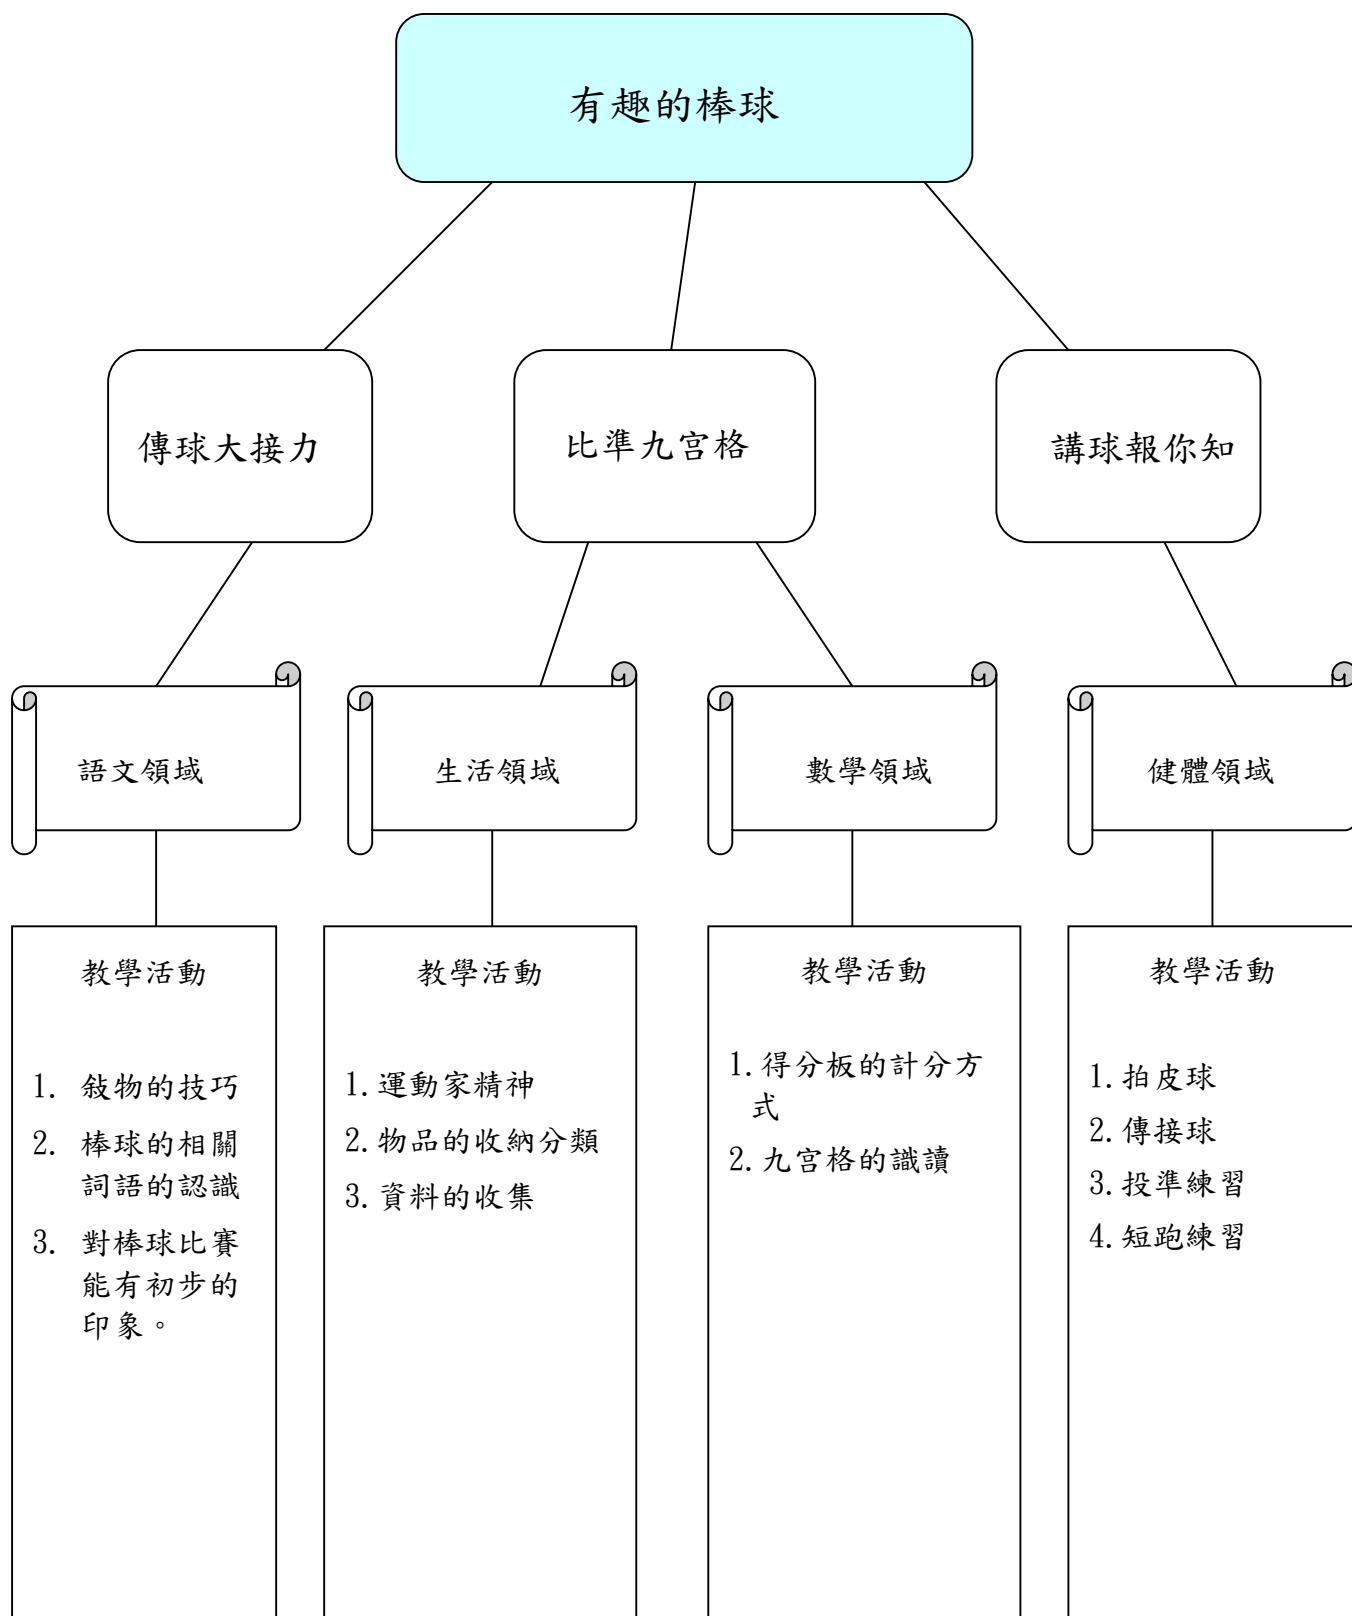 有趣的棒球
傳球大接力
比準九宮格
講球報你知
語文領域
生活領域
數學領域
健體領域
教學活動
1. 敍物的技巧
2. 棒球的相關
詞語的認識
3. 對棒球比賽
能有初步的
印象。
教學活動
1.運動家精神
2.物品的收納分類
3.資料的收集
教學活動
1.得分板的計分方
式
2.九宮格的識讀
教學活動
1.拍皮球
2.傳接球
3.投準練習
4.短跑練習